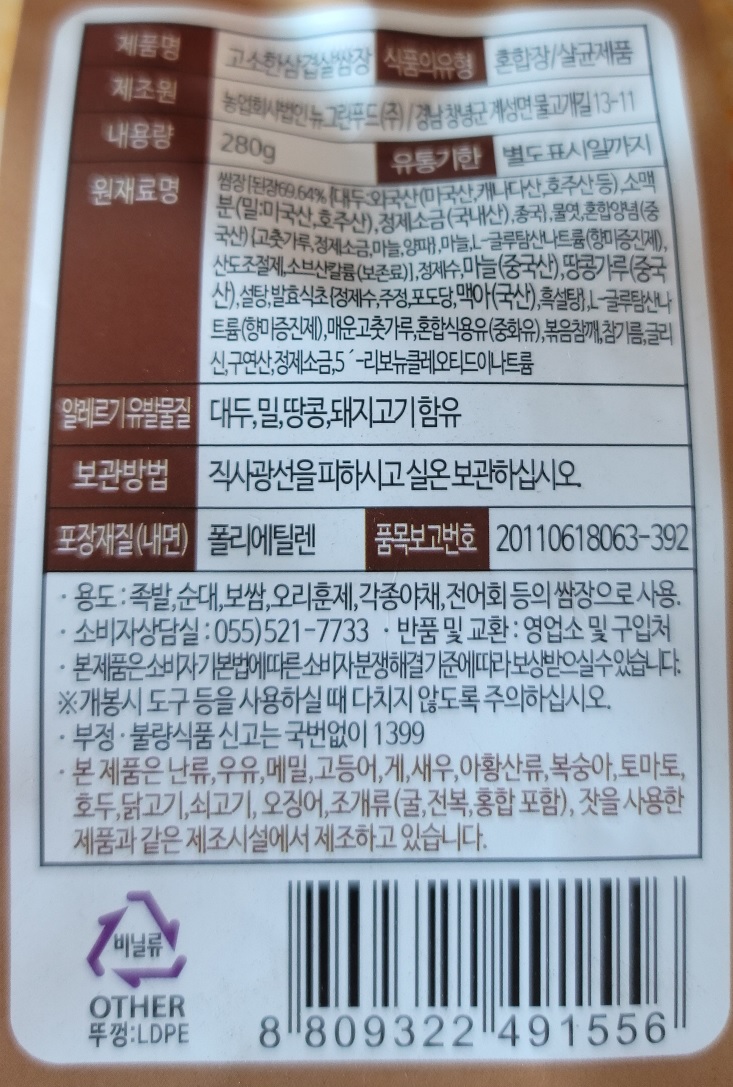 제품명 고소한삼겹살쌈장 식품의유형 혼합장/살균제품
제조원 농업회사법인뉴그린푸드(주)/경남창녕군계성면물고개길13-11
내용량 280g 유통기한 별도표시일까지
원재료명 쌈장[된장69.64%{대두:외국산(미국산,캐나다산,호주산등),소맥
분(밀:미국산,호주산),정제소금(국내산),종국},물엿,혼합양념(중
국산){고춧가루,정제소금,마늘,양파},마늘,L-글루탐산나트륨(향미증진제),
산도조절제,소브산칼륨(보존료)],정제수,마늘(중국산),땅콩가루(중국
산),설탕,발효식초{정제수,주정,포도당,맥아(국산),흑설탕},L-글루탐산나
트륨(향미증진제),매운고춧가루,혼합식용유(중화유),볶음참깨,참기름,글리
신,구연산,정제소금,5´-리보뉴클레오티드이나트륨
알레르기유발물질 대두,밀,땅콩,돼지고기함유
보관방법 직사광선을피하시고 실온 보관하십시오.
포장재질(내면) 폴리에틸렌 품목보고번호 20110618063-392
· 용도 : 족발,순대,보쌈,오리훈제,각종야채,전어회 등의 쌈장으로 사용.
· 소비자상담실 : 055)521-7733 · 반품 및 교환 : 영업소 및 구입처
· 본제품은소비자기본법에따른소비자분쟁해결기준에따라보상받으실수있습니다.
※개봉시 도구 등을 사용하실 때 다치지 않도록 주의하십시오.
· 부정 · 불량식품 신고는 국번없이 1399
· 본 제품은 난류,우유,메밀,고등어,게,새우,아황산류,복숭아,토마토,
호두,닭고기,쇠고기, 오징어,조개류(굴,전복,홍합 포함), 잣을 사용한
제품과 같은 제조시설에서 제조하고 있습니다.
비닐류
OTHER
뚜껑:LDPE
8 809322 491556